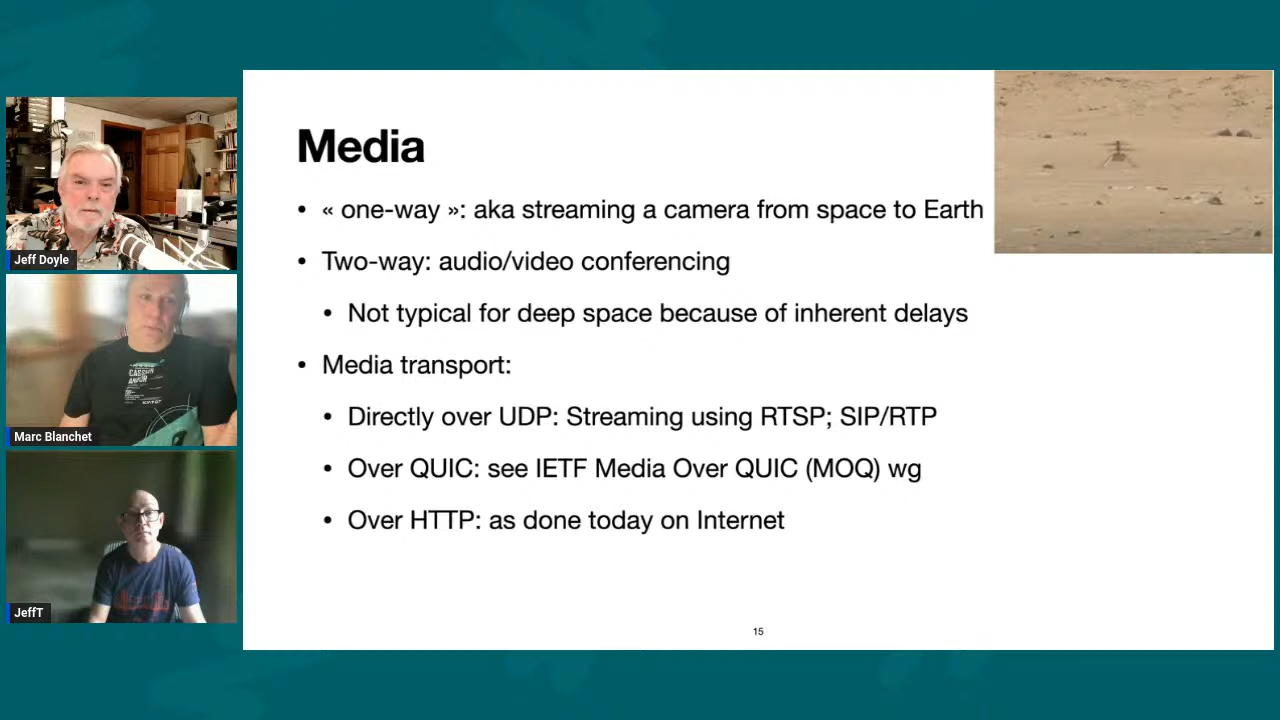 Media
• « one-way »: aka streaming a camera from space to Earth
• Two-way: audio/video conferencing
• Not typical for deep space because of inherent delays
• Media transport:
• Directly over UDP: Streaming using RTSP; SIP/RTP
• Over QUIC: see IETF Media Over QUIC (MOQ) wg
• Over HTTP: as done today on Internet
15
Jeff Doyle
Marc Blanchet
JeffT